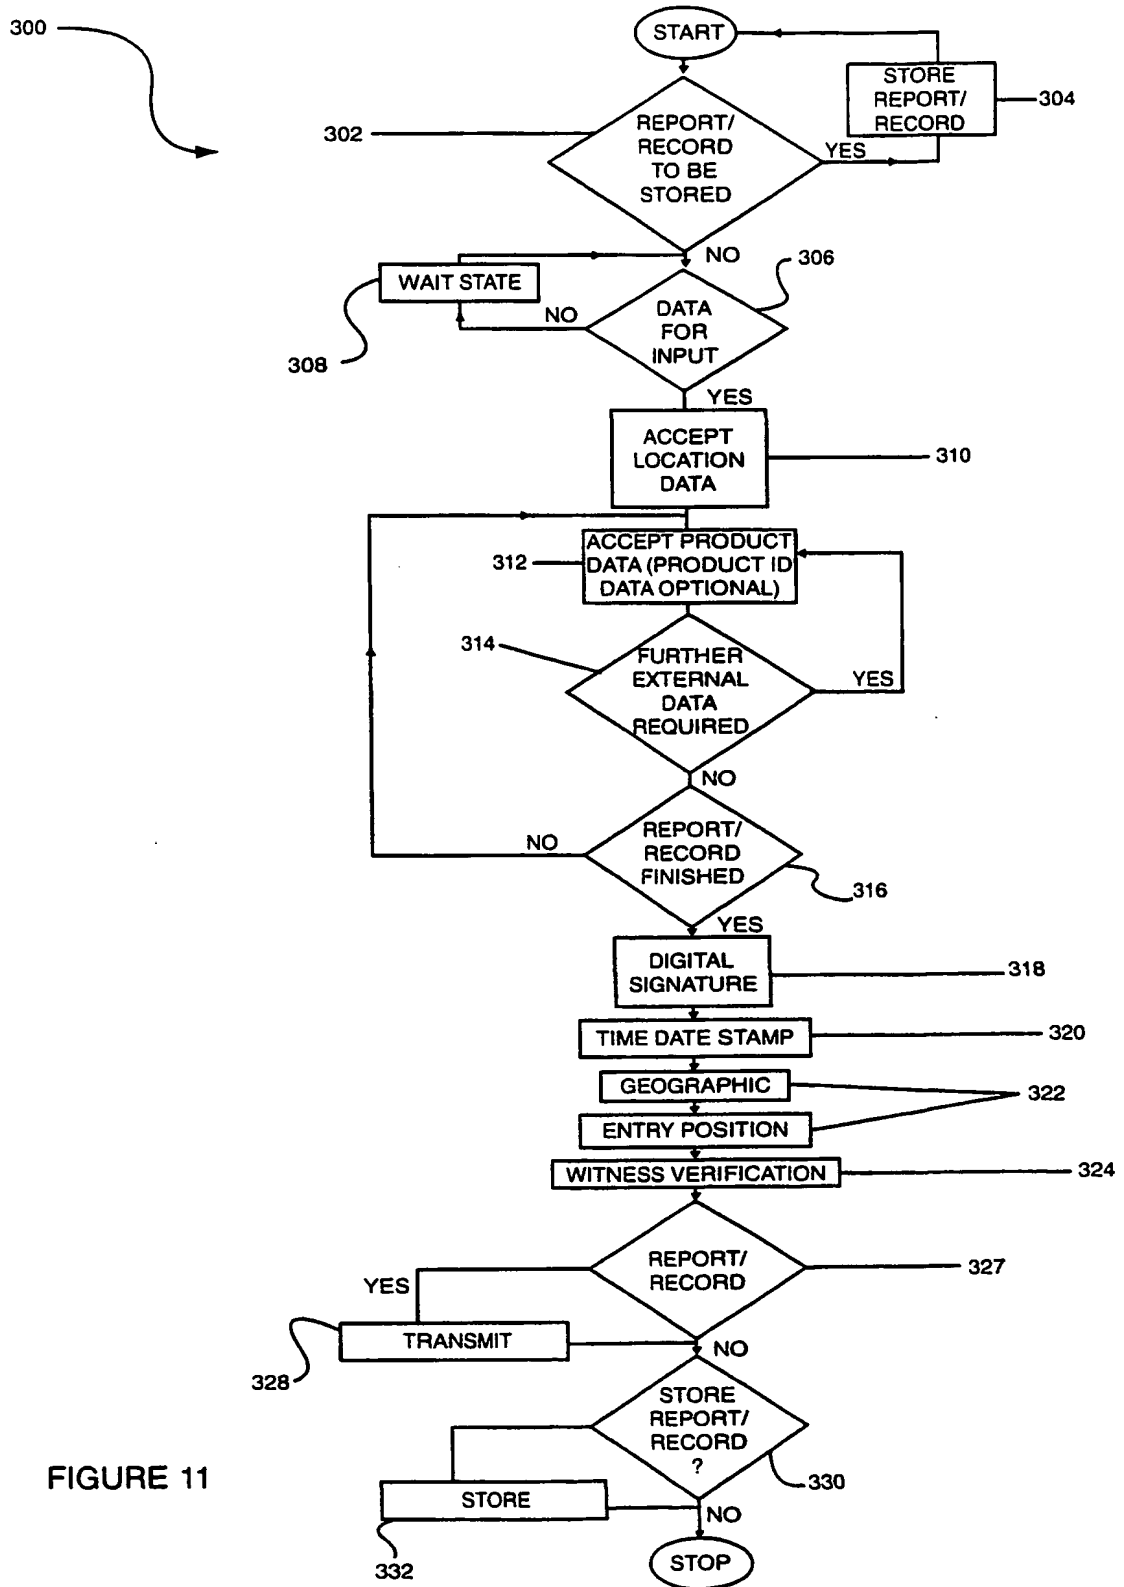 300
START
STORE
REPORT/
RECORD
304
302
REPORT/
RECORD
TO BE
STORED
YES
NO
306
WAIT STATE
308
NO
DATA
FOR
INPUT
YES
ACCEPT
LOCATION
DATA
310
312
ACCEPT PRODUCT
DATA (PRODUCT ID
DATA OPTIONAL)
314
FURTHER
EXTERNAL
DATA
REQUIRED
YES
NO
NO
REPORT/
RECORD
FINISHED
316
YES
DIGITAL
SIGNATURE
318
TIME DATE STAMP
320
GEOGRAPHIC
322
ENTRY POSITION
WITNESS VERIFICATION
324
REPORT/
RECORD
327
YES
TRANSMIT
328
NO
STORE
REPORT/
RECORD
?
330
FIGURE 11
STORE
332
NO
STOP